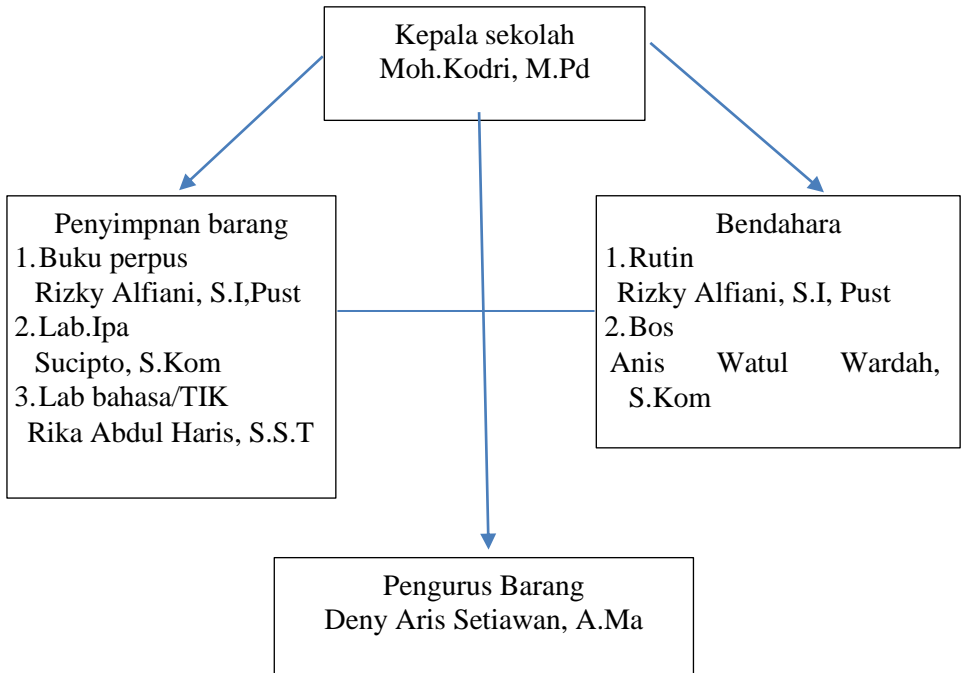 Kepala sekolah
Moh.Kodri, M.Pd
Penyimpnan barang
1.Buku perpus
Rizky Alfiani, S.I,Pust
2.Lab.Ipa
Sucipto, S.Kom
3.Lab bahasa/TIK
Rika Abdul Haris, S.S.T
Bendahara
1.Rutin
Rizky Alfiani, S.I, Pust
2.Bos
Anis Watul Wardah,
S.Kom
Pengurus Barang
Deny Aris Setiawan, A.Ma